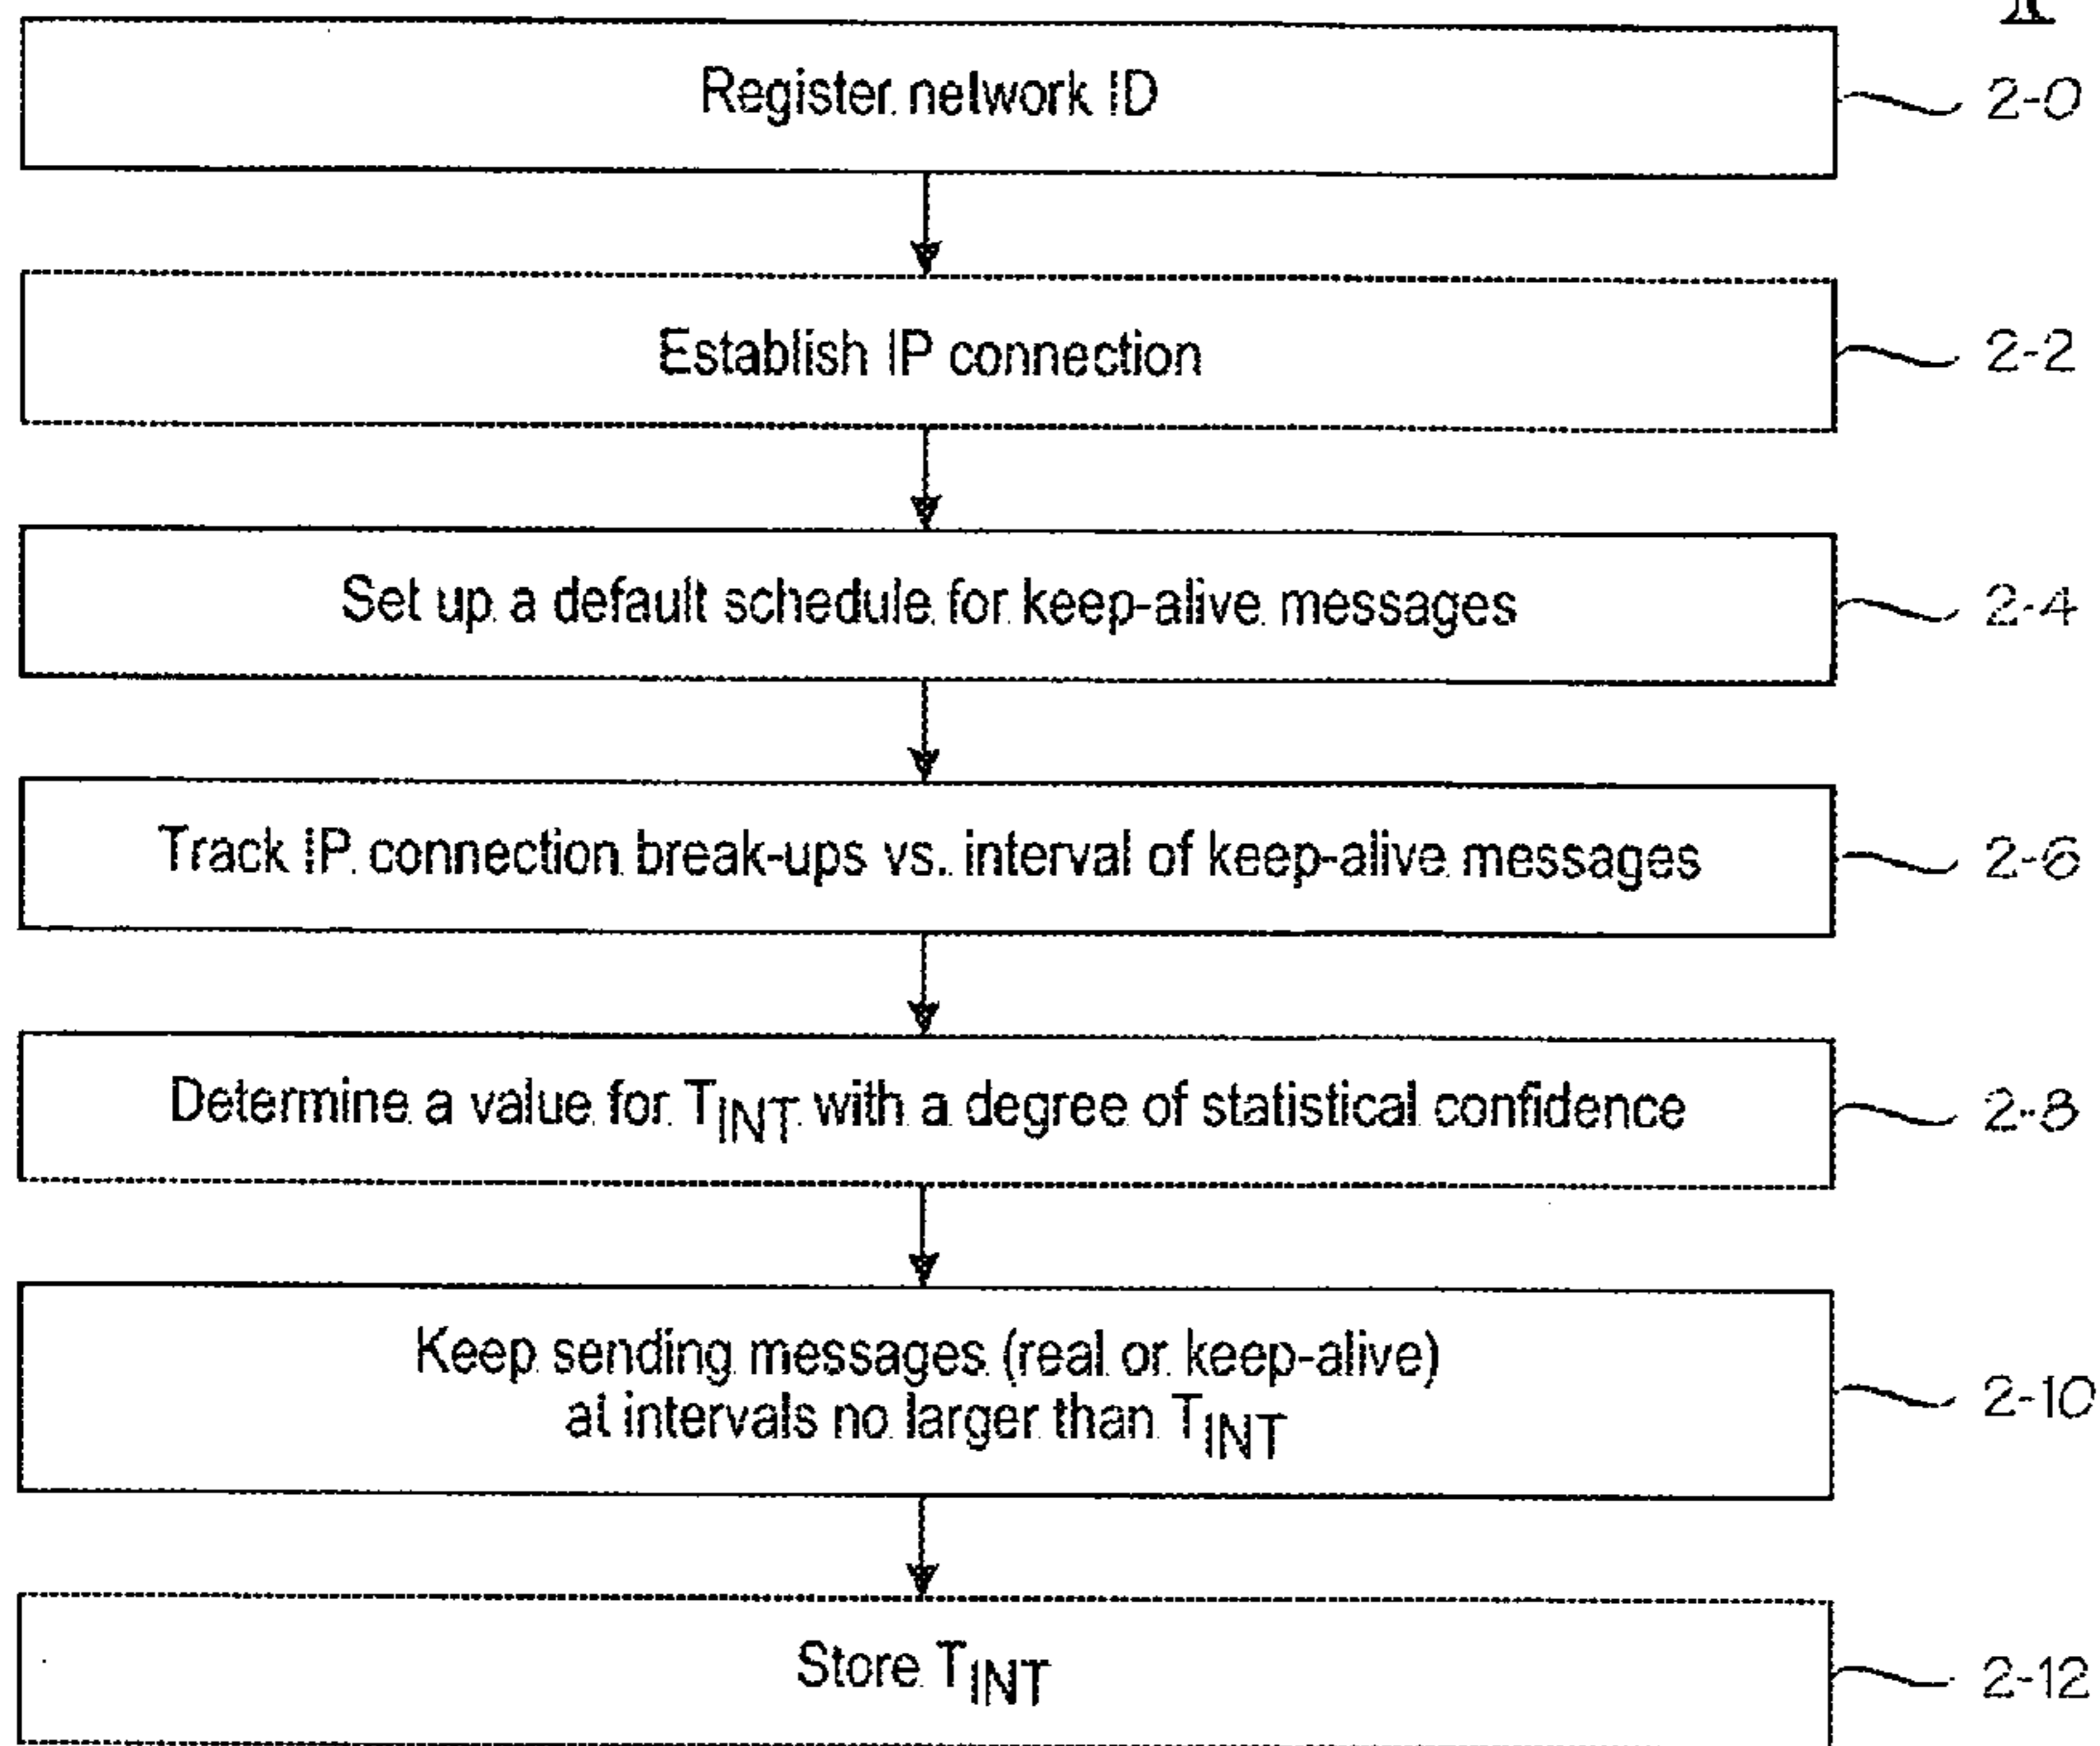 Register network ID
2-0
Establish IP connection
2-2
Set up a default schedule for keep-alive messages
2-4
Track IP connection break-ups vs. interval of keep-alive messages
2-6
Determine a value for TINT with a degree of statistical confidence
2-8
Keep sending messages (real or keep-alive)
at intervals no larger than TINT
2-10
Store TINT
2-12